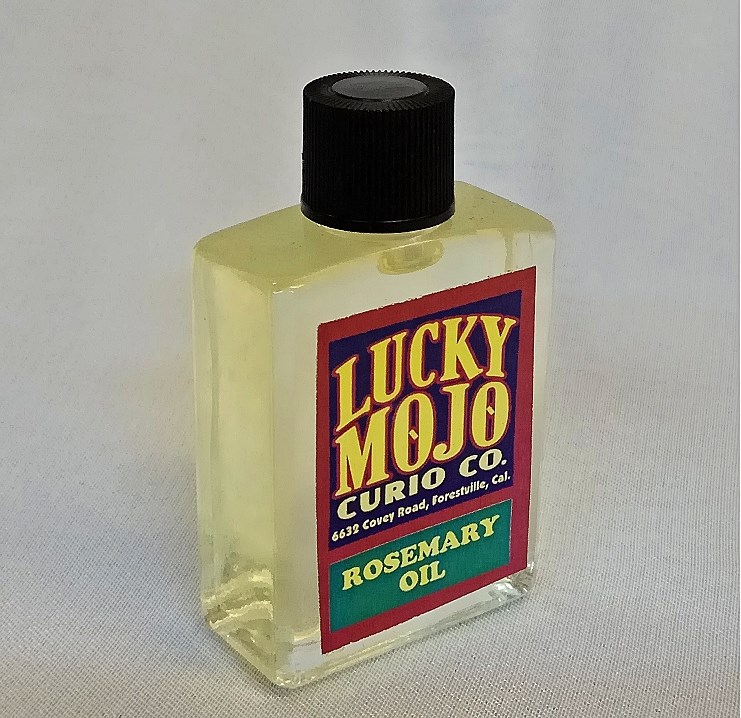 LUCKY
MOJO
CURIO CO.
6632 Covey Road, Forestville, Cal.
ROSEMARY
OIL